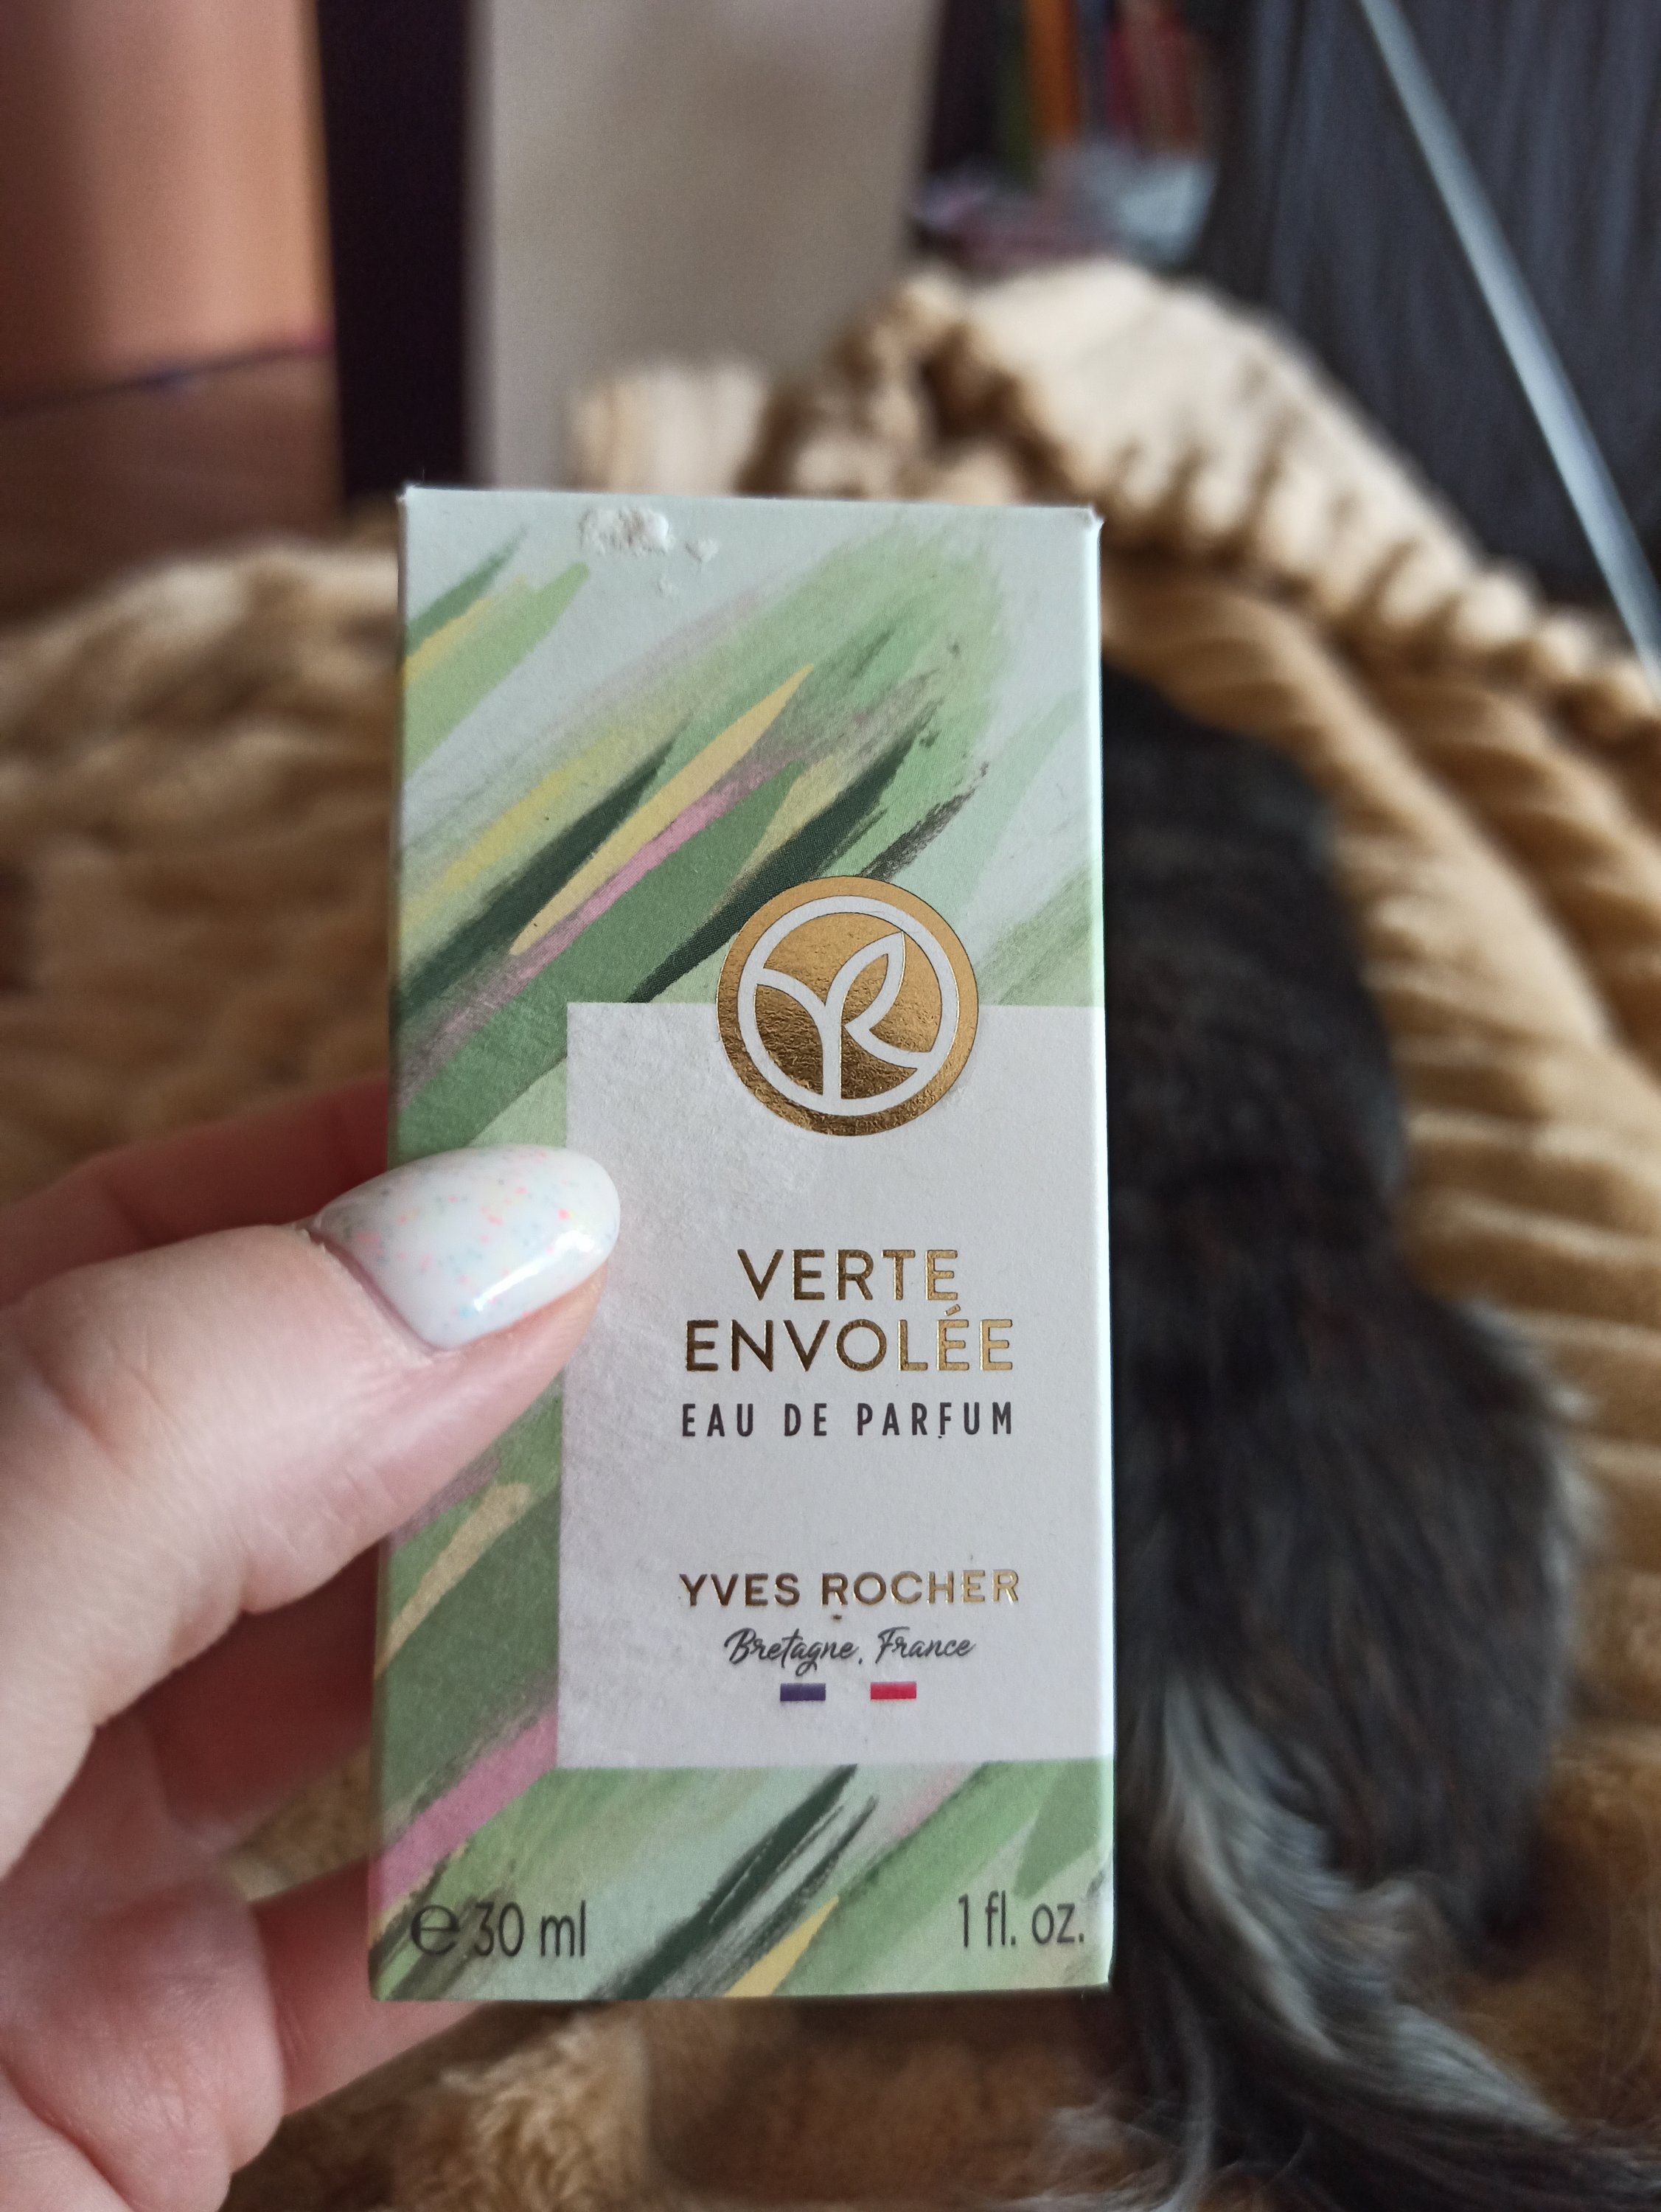 VERTE
ENVOLÉE
EAU DE PARFUM
YVES ROCHER
Bretagne, France
℮ 30 ml 1 fl. oz.